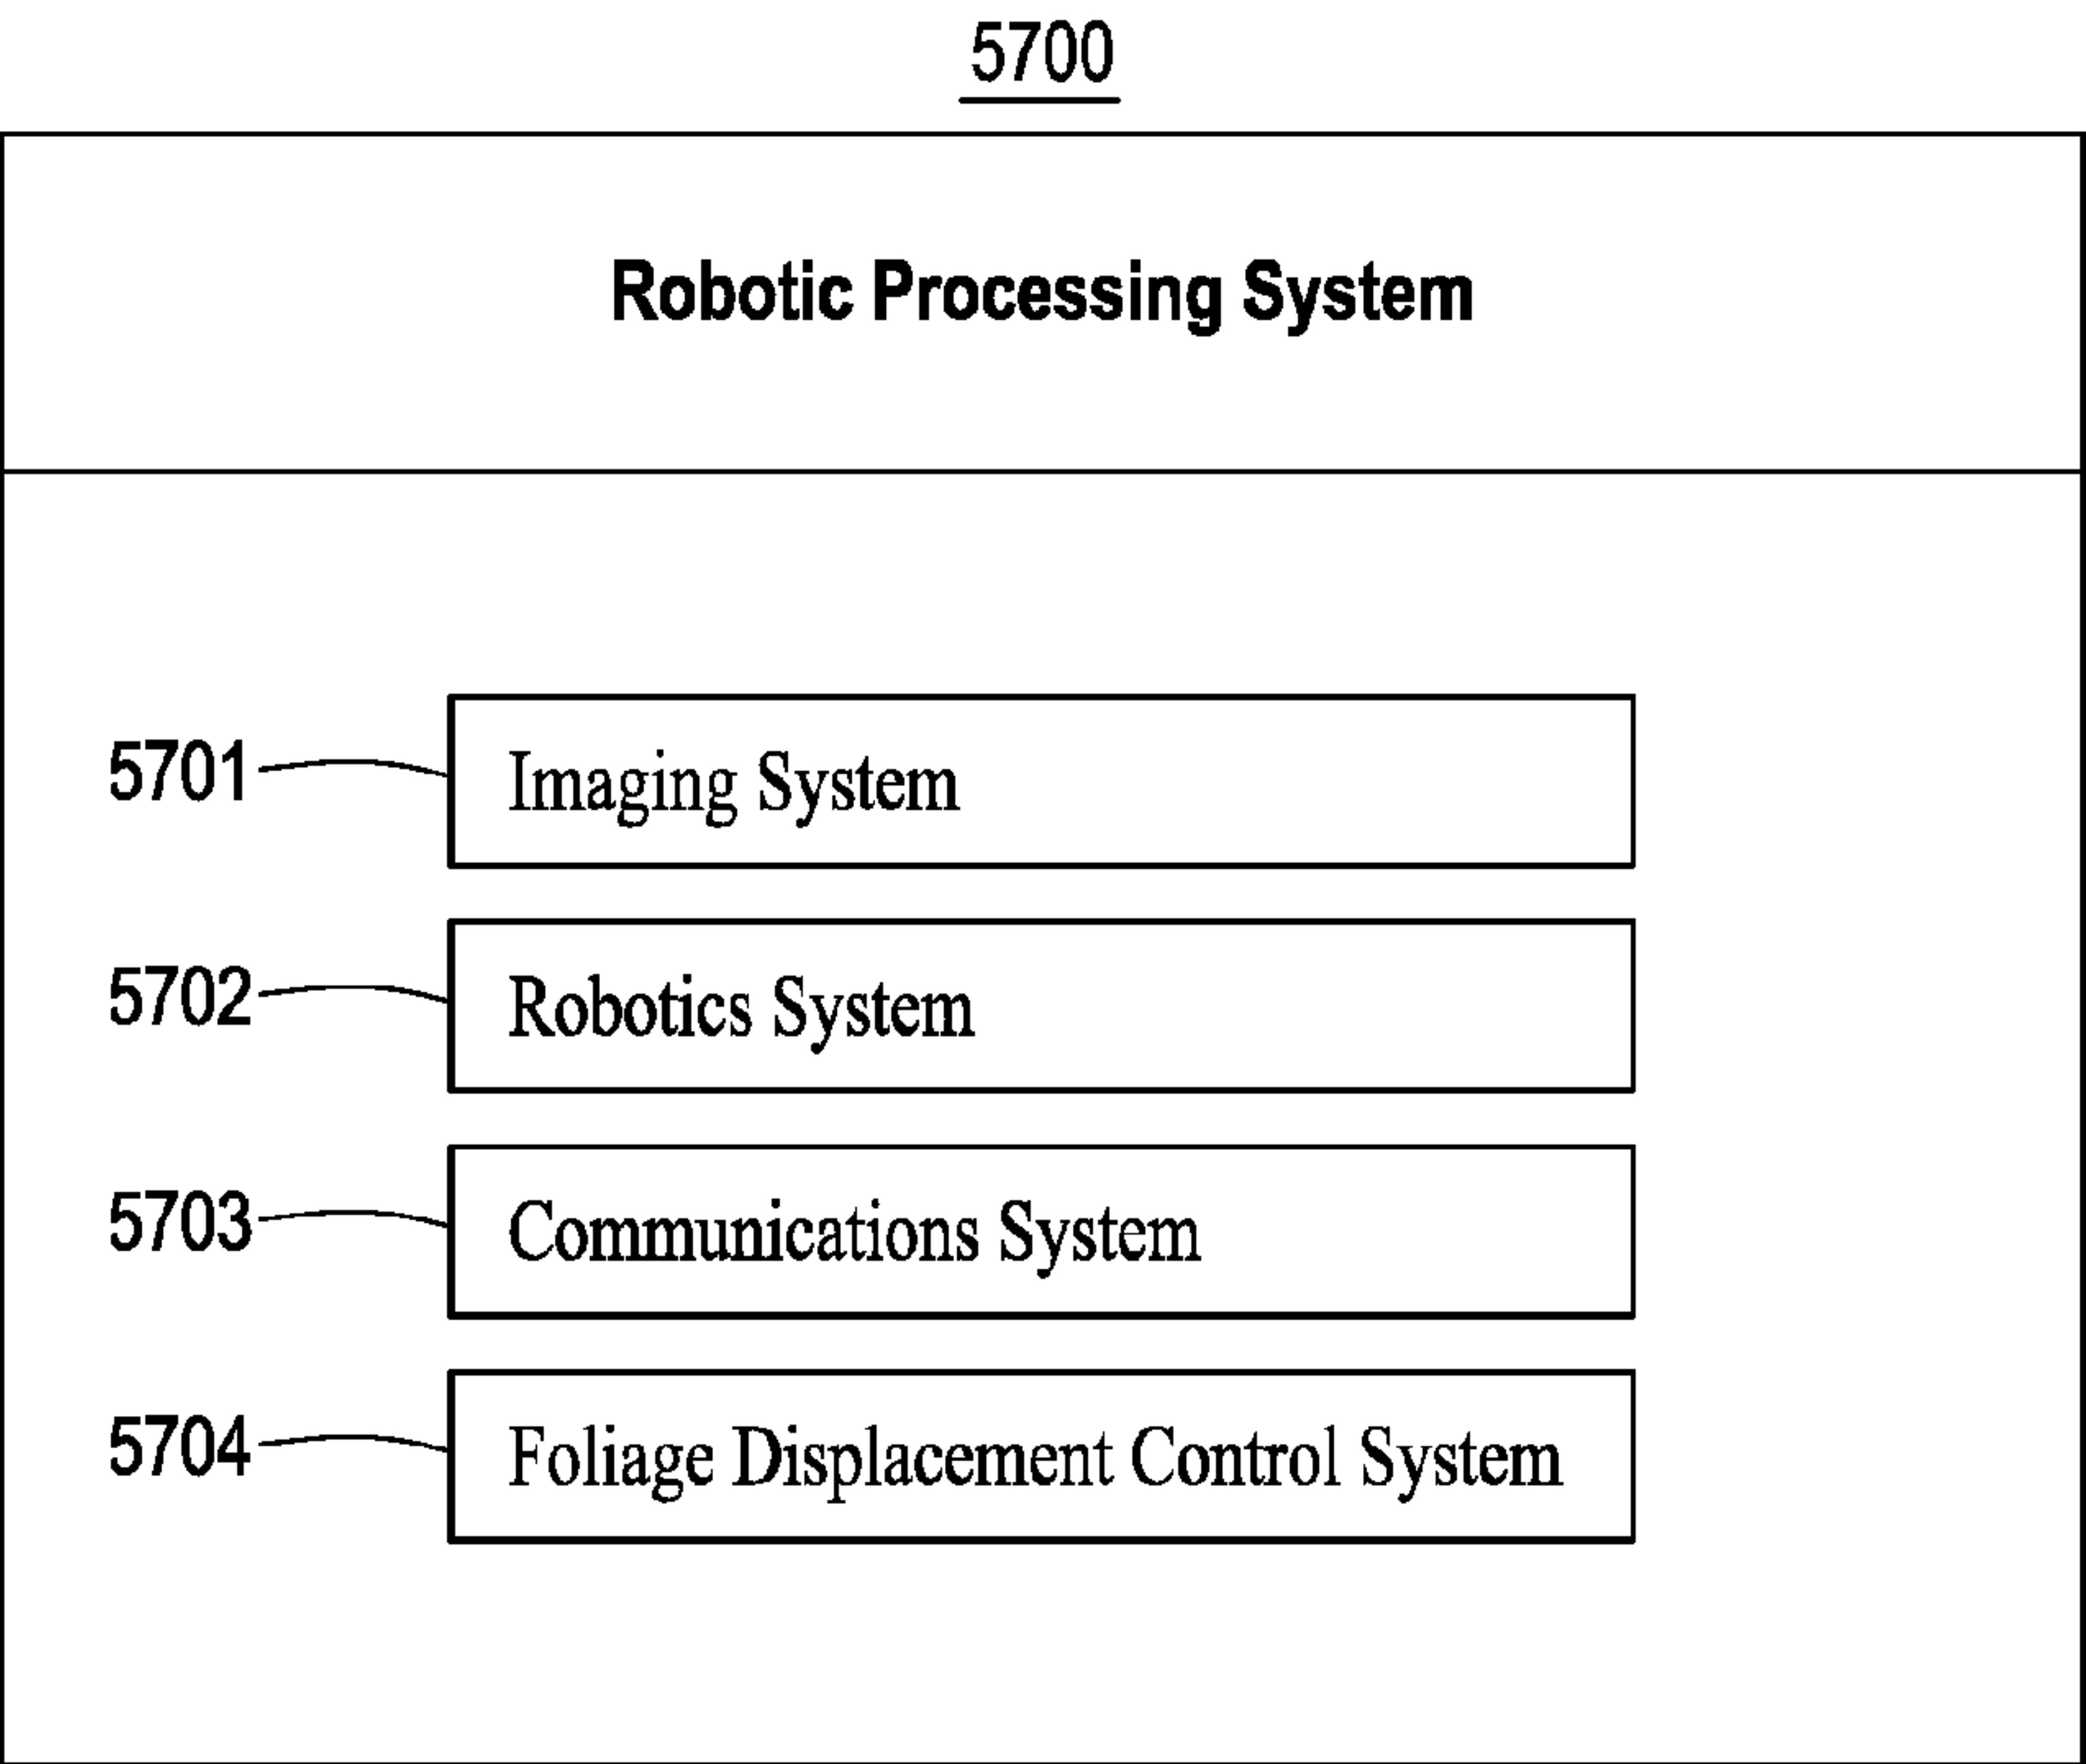 5700
Robotic Processing System
5701 Imaging System
5702 Robotics System
5703 Communications System
5704 Foliage Displacement Control System